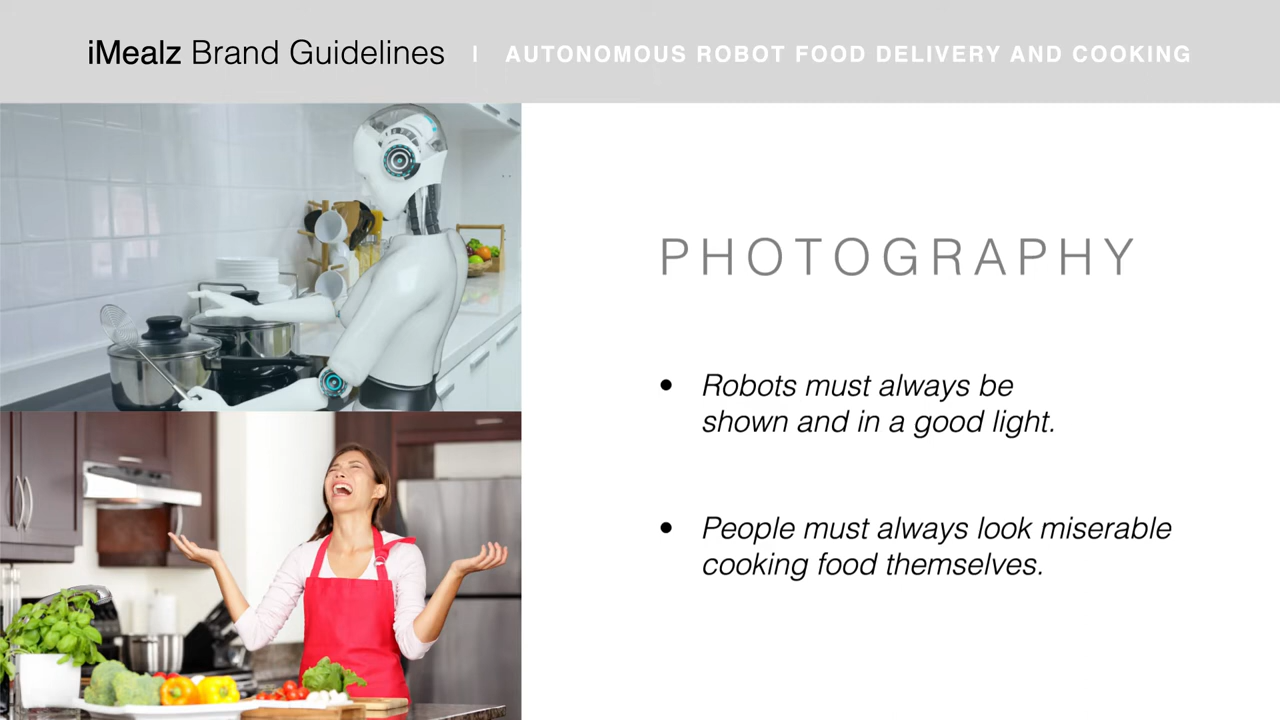 iMealz Brand Guidelines | AUTONOMOUS ROBOT FOOD DELIVERY AND COOKING
PHOTOGRAPHY
• Robots must always be
shown and in a good light.
• People must always look miserable
cooking food themselves.